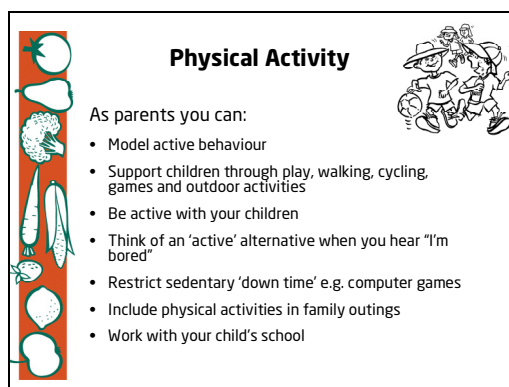 Physical Activity
As parents you can:
• Model active behaviour
• Support children through play, walking, cycling,
games and outdoor activities
• Be active with your children
• Think of an ‘active’ alternative when you hear “I’m
bored”
• Restrict sedentary ‘down time’ e.g. computer games
• Include physical activities in family outings
• Work with your child’s school